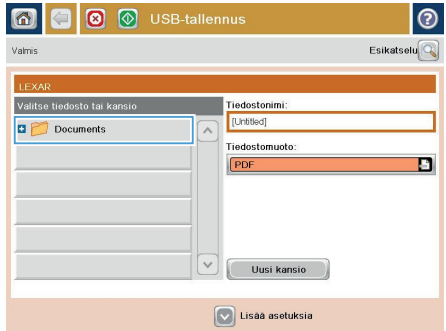 USB-tallennus
Valmis
Esikatselu
LEXAR
Valitse tiedosto tai kansio
Tiedostonimi:
Documents
[Untitled]
Tiedostomuoto:
PDF
Uusi kansio
Lisää asetuksia